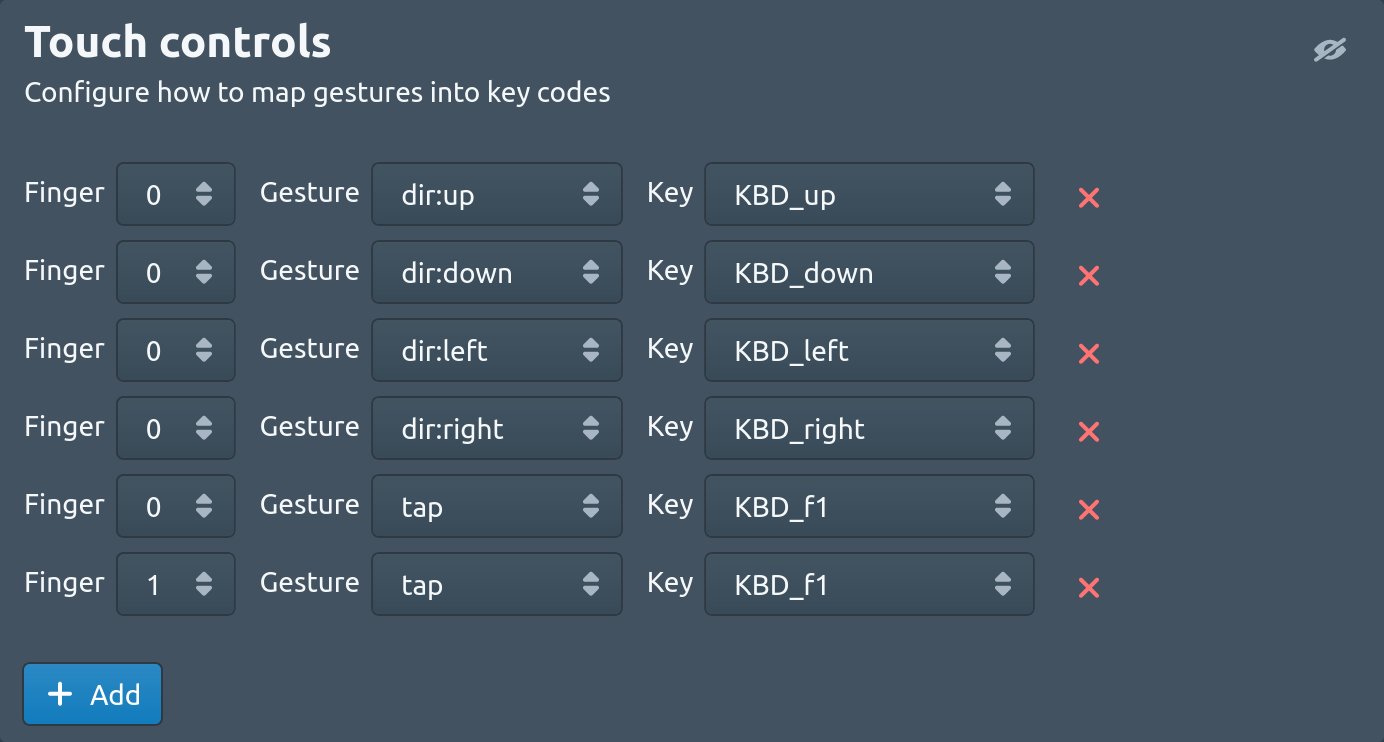 Touch controls
Configure how to map gestures into key codes
Finger 0 Gesture dir:up Key KBD_up
Finger 0 Gesture dir:down Key KBD_down
Finger 0 Gesture dir:left Key KBD_left
Finger 0 Gesture dir:right Key KBD_right
Finger 0 Gesture tap Key KBD_f1
Finger 1 Gesture tap Key KBD_f1
Add